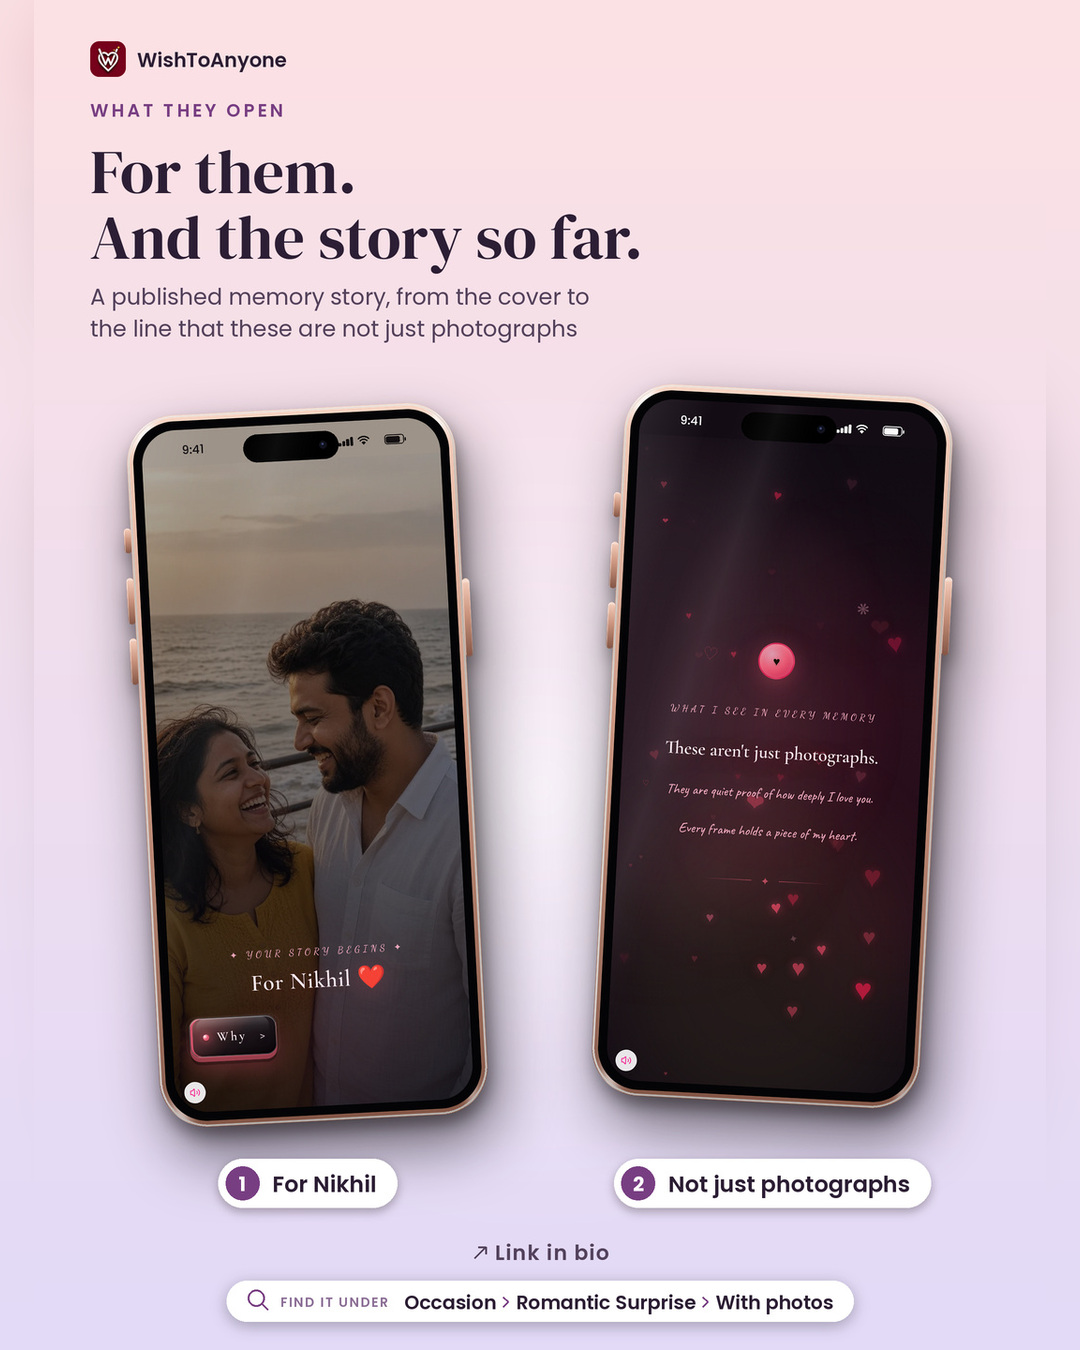 WishToAnyone
WHAT THEY OPEN
For them.
And the story so far.
A published memory story, from the cover to
the line that these are not just photographs
9:41
✦ YOUR STORY BEGINS ✦
For Nikhil ❤️
Why >
9:41
WHAT I SEE IN EVERY MEMORY
These aren't just photographs.
They are quiet proof of how deeply I love you.
Every frame holds a piece of my heart.
1 For Nikhil
2 Not just photographs
↗ Link in bio
FIND IT UNDER Occasion > Romantic Surprise > With photos